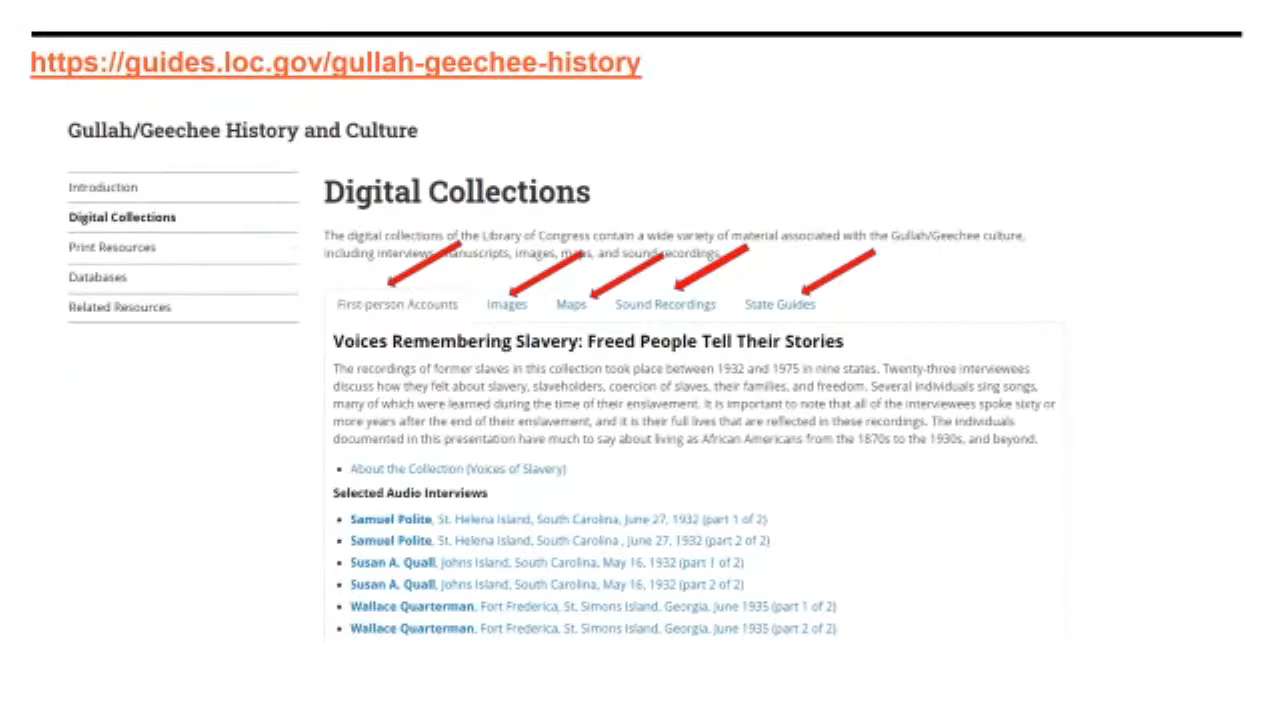 https://guides.loc.gov/gullah-geechee-history
Gullah/Geechee History and Culture
Introduction
Digital Collections
Print Resources
Databases
Related Resources
Digital Collections
The digital collections of the Library of Congress contain a wide variety of material associated with the Gullah/Geechee culture,
including interviews, manuscripts, images, maps, and sound recordings.
First-person Accounts Images Maps Sound Recordings State Guides
Voices Remembering Slavery: Freed People Tell Their Stories
The recordings of former slaves in this collection took place between 1932 and 1975 in nine states. Twenty-three interviewees
discuss how they felt about slavery, slaveholders, coercion of slaves, their families, and freedom. Several individuals sing songs,
many of which were learned during the time of their enslavement. It is important to note that all of the interviewees spoke sixty or
more years after the end of their enslavement, and it is their full lives that are reflected in these recordings. The individuals
documented in this presentation have much to say about living as African Americans from the 1870s to the 1930s, and beyond.
• About the Collection (Voices of Slavery)
Selected Audio Interviews
• Samuel Polite, St. Helena Island, South Carolina, June 27, 1932 (part 1 of 2)
• Samuel Polite, St. Helena Island, South Carolina , June 27, 1932 (part 2 of 2)
• Susan A. Quall, Johns Island, South Carolina, May 16, 1932 (part 1 of 2)
• Susan A. Quall, Johns Island, South Carolina, May 16, 1932 (part 2 of 2)
• Wallace Quarterman, Fort Frederica, St. Simons Island, Georgia, June 1935 (part 1 of 2)
• Wallace Quarterman, Fort Frederica, St. Simons Island, Georgia, June 1935 (part 2 of 2)